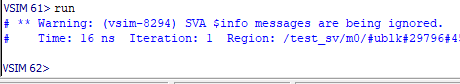 VSIM 61> run
# ** Warning: (vsim-8294) SVA $info messages are being ignored.
#    Time: 16 ns  Iteration: 1  Region: /test_sv/m0/#ublk#29796#4
VSIM 62>